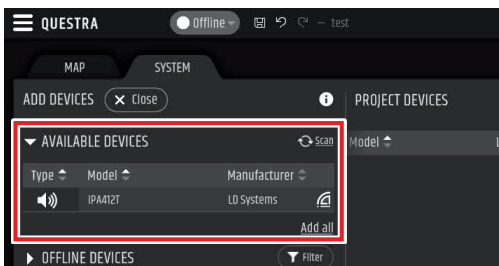 QUESTRA Offline – test
MAP SYSTEM
ADD DEVICES Close PROJECT DEVICES
AVAILABLE DEVICES Scan Model
Type Model Manufacturer
IPA412T LD Systems
Add all
OFFLINE DEVICES Filter